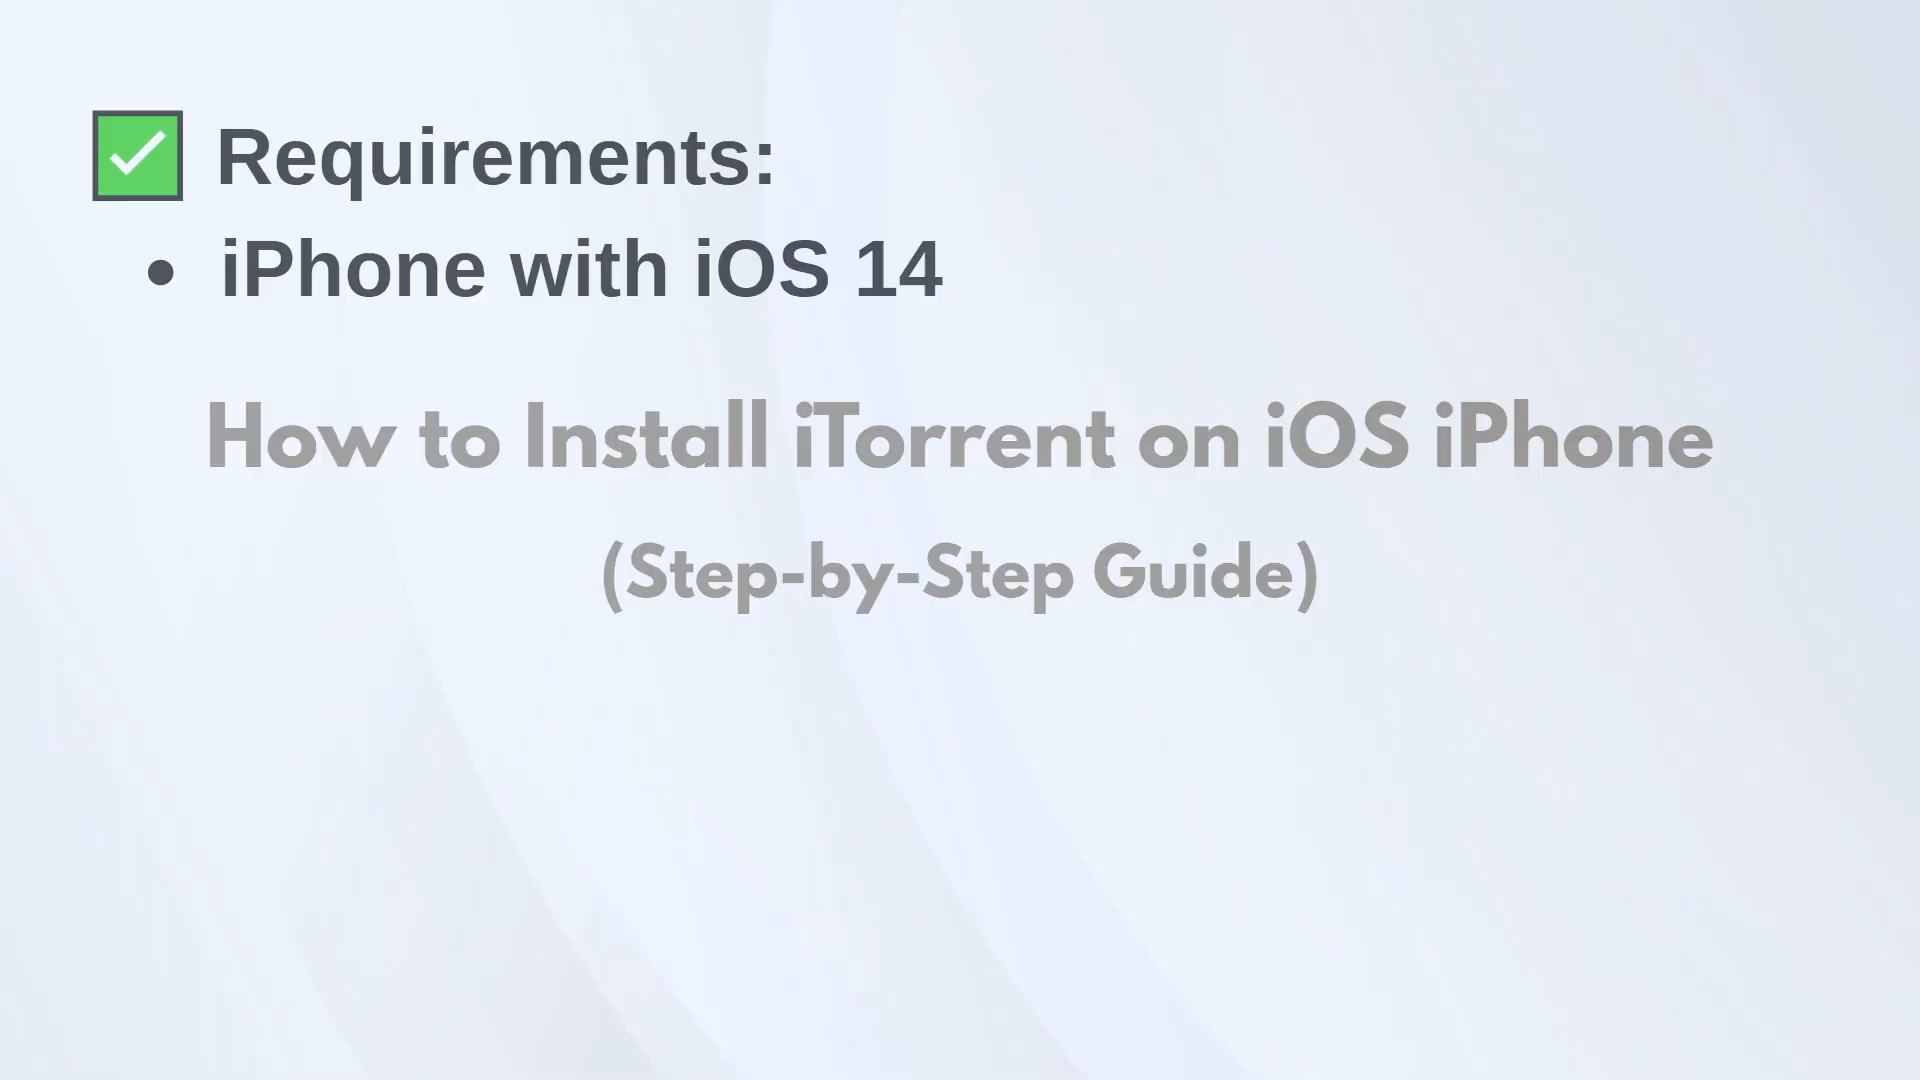 ✅ Requirements:
• iPhone with iOS 14
How to Install iTorrent on iOS iPhone
(Step-by-Step Guide)